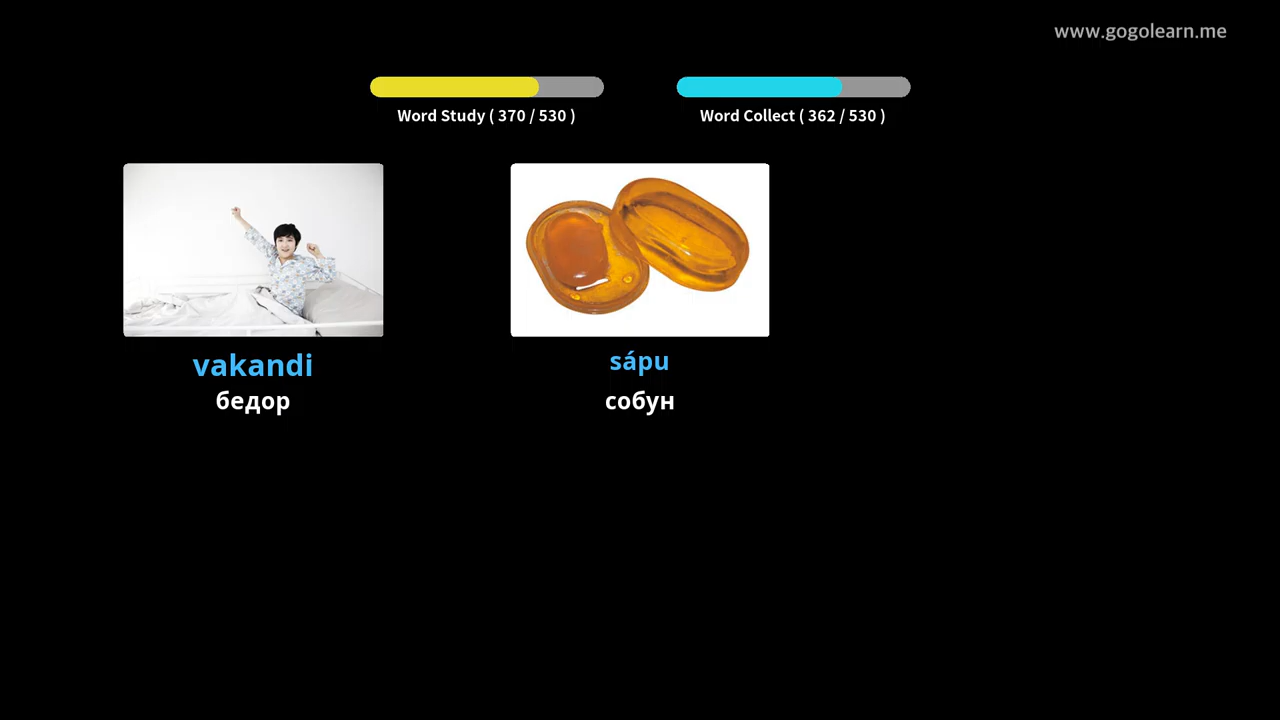 www.gogolearn.me
Word Study ( 370 / 530 )
Word Collect ( 362 / 530 )
vakandi
бедор
sápu
собун